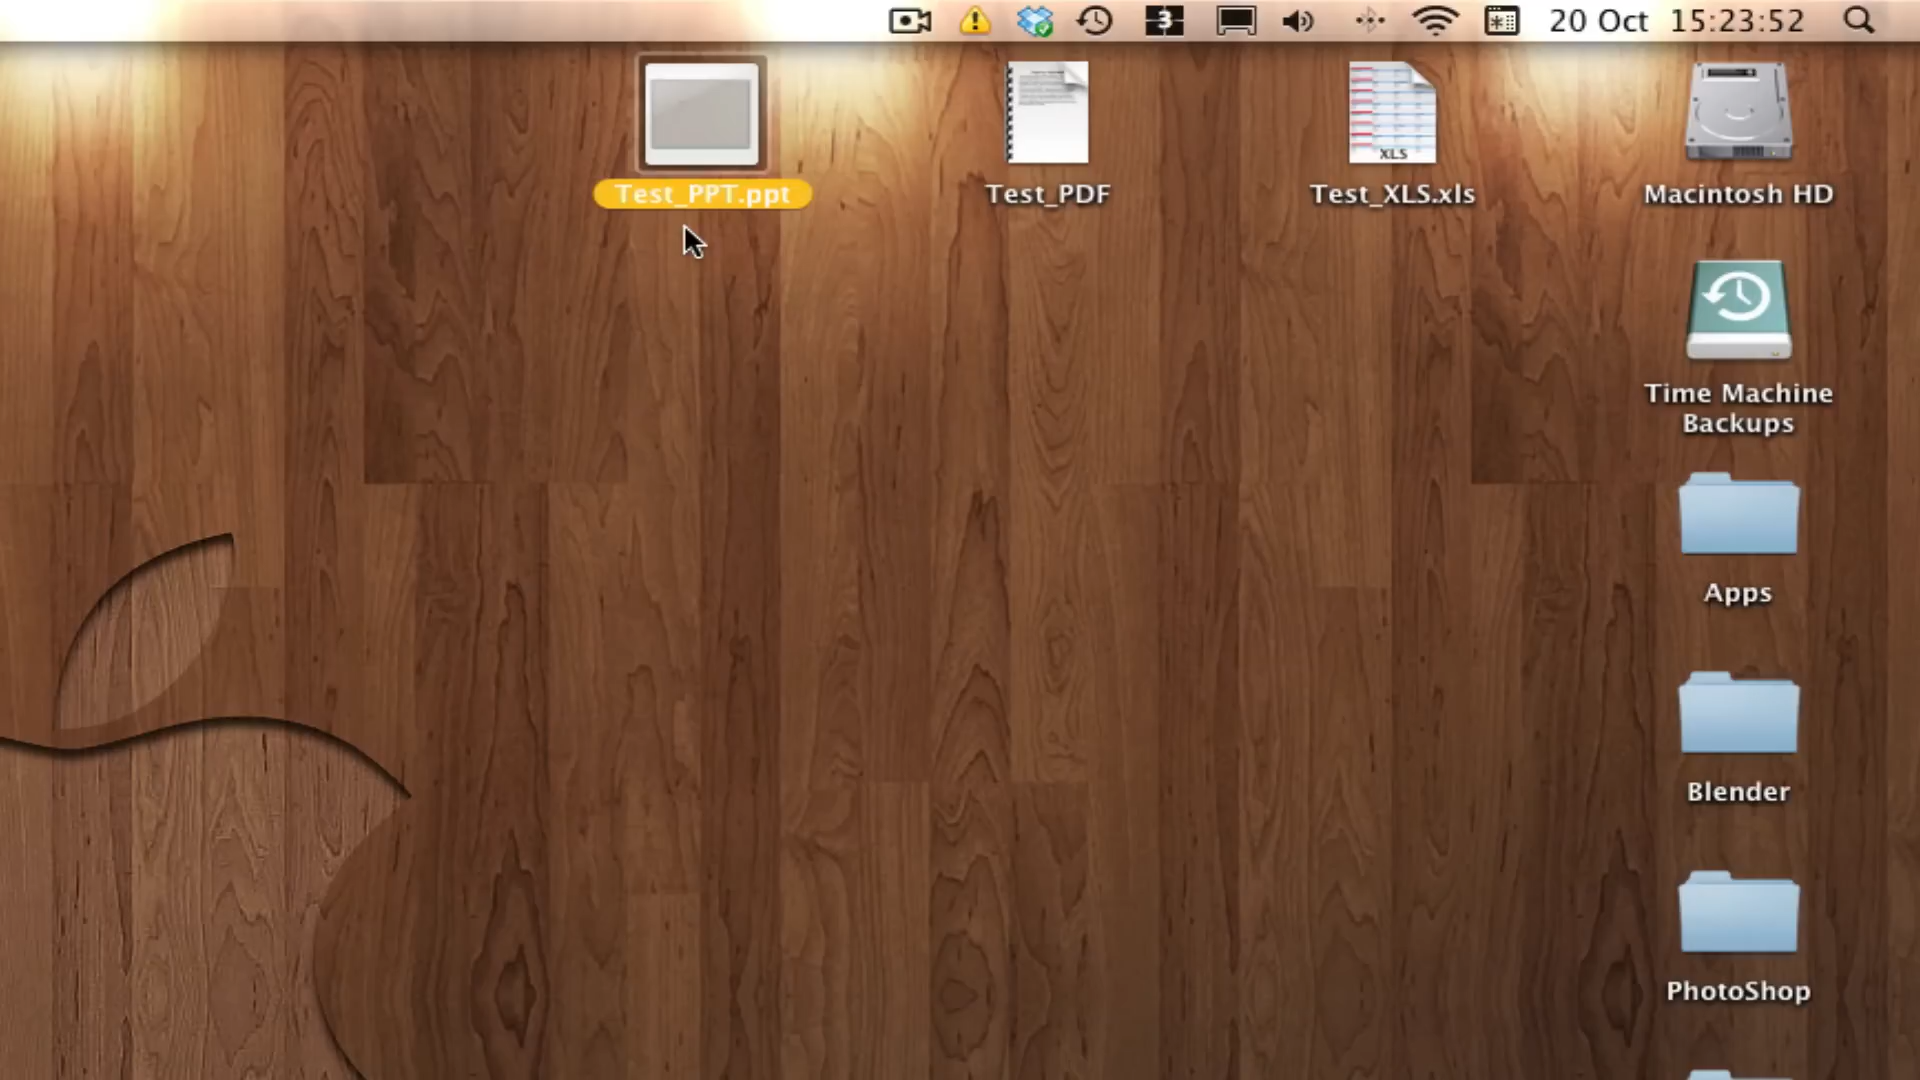 3
20 Oct 15:23:52
Test_PPT.ppt
Test_PDF
XLS
Test_XLS.xls
Macintosh HD
Time Machine
Backups
Apps
Blender
PhotoShop